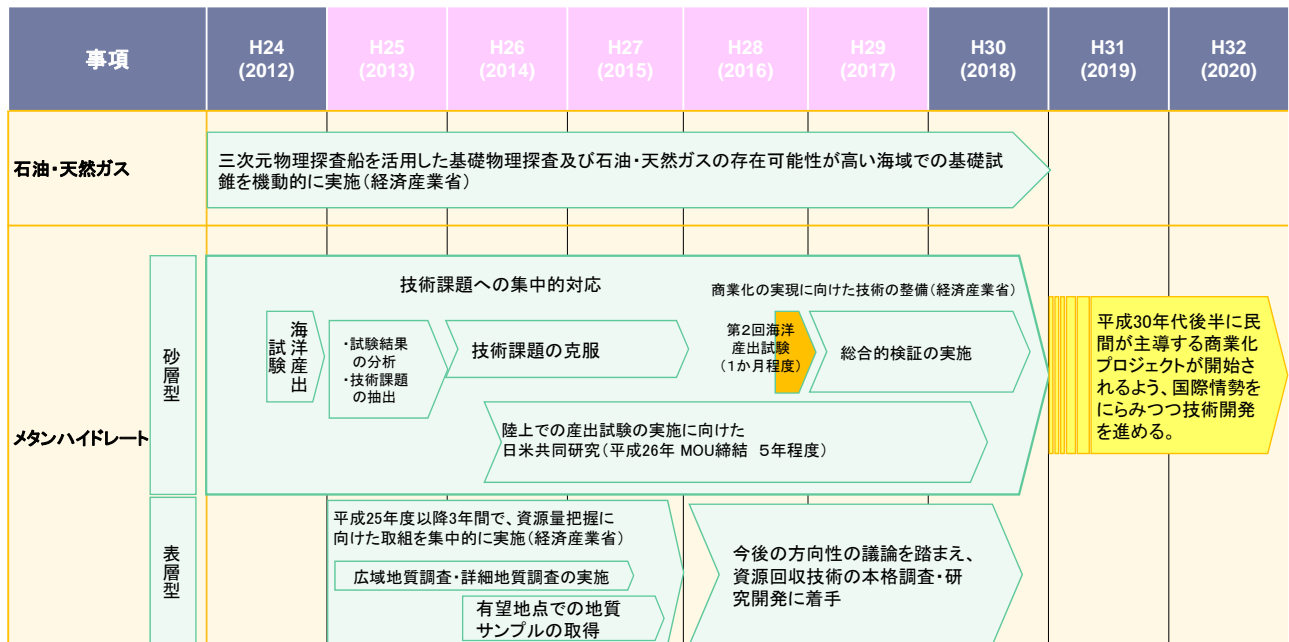 事項
H24
(2012)
H25
(2013)
H26
(2014)
H27
(2015)
H28
(2016)
H29
(2017)
H30
(2018)
H31
(2019)
H32
(2020)
石油・天然ガス
三次元物理探査船を活用した基礎物理探査及び石油・天然ガスの存在可能性が高い海域での基礎試
錐を機動的に実施(経済産業省)
メタンハイドレート
砂層型
技術課題への集中的対応
商業化の実現に向けた技術の整備(経済産業省)
海洋産出
試験
・試験結果
の分析
・技術課題
の抽出
技術課題の克服
第2回海洋
産出試験
(1か月程度)
総合的検証の実施
陸上での産出試験の実施に向けた
日米共同研究(平成26年 MOU締結 5年程度)
平成30年代後半に民
間が主導する商業化
プロジェクトが開始さ
れるよう、国際情勢を
にらみつつ技術開発
を進める。
表層型
平成25年度以降3年間で、資源量把握に
向けた取組を集中的に実施(経済産業省)
広域地質調査・詳細地質調査の実施
有望地点での地質
サンプルの取得
今後の方向性の議論を踏まえ、
資源回収技術の本格調査・研
究開発に着手